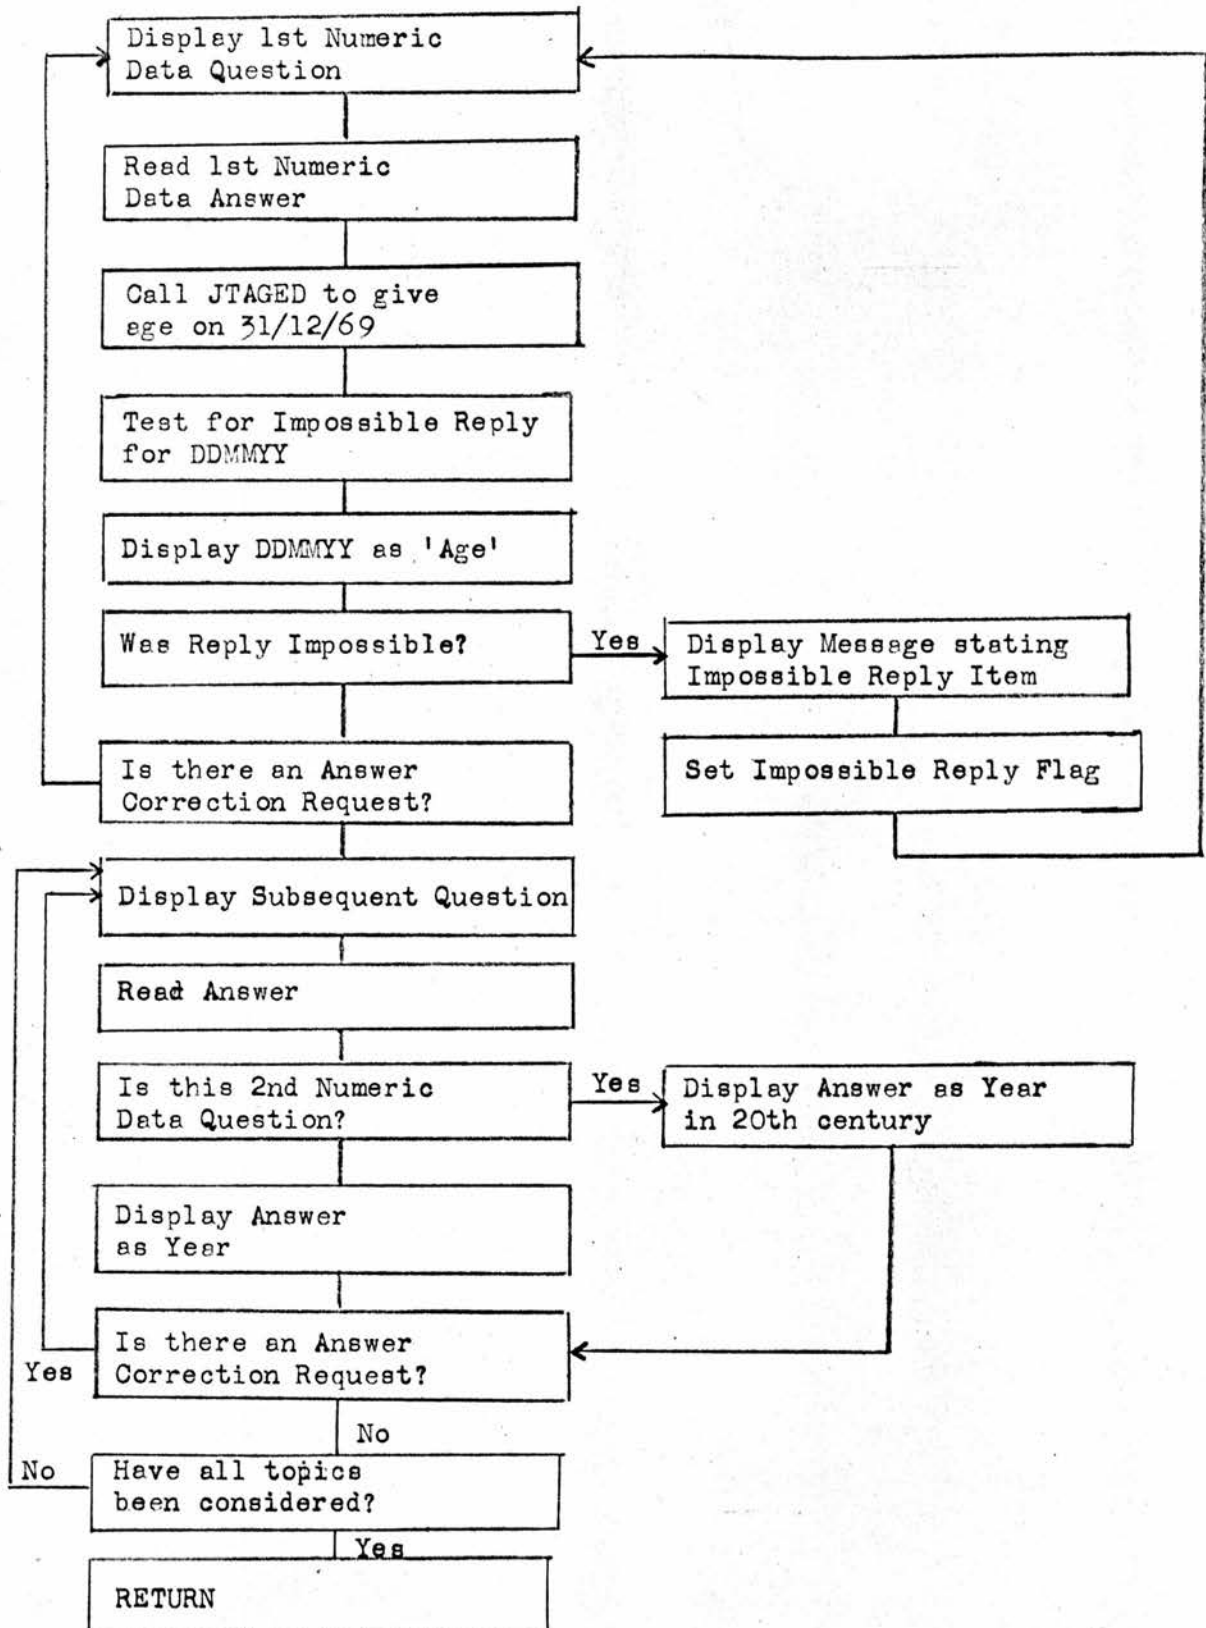 Display 1st Numeric
Data Question
Read 1st Numeric
Data Answer
Call JTAGED to give
age on 31/12/69
Test for Impossible Reply
for DDMMYY
Display DDMMYY as 'Age'
Was Reply Impossible?
Yes
Display Message stating
Impossible Reply Item
Set Impossible Reply Flag
Is there an Answer
Correction Request?
Display Subsequent Question
Read Answer
Is this 2nd Numeric
Data Question?
Yes
Display Answer as Year
in 20th century
Display Answer
as Year
Is there an Answer
Correction Request?
Yes
No
No
Have all topics
been considered?
Yes
RETURN